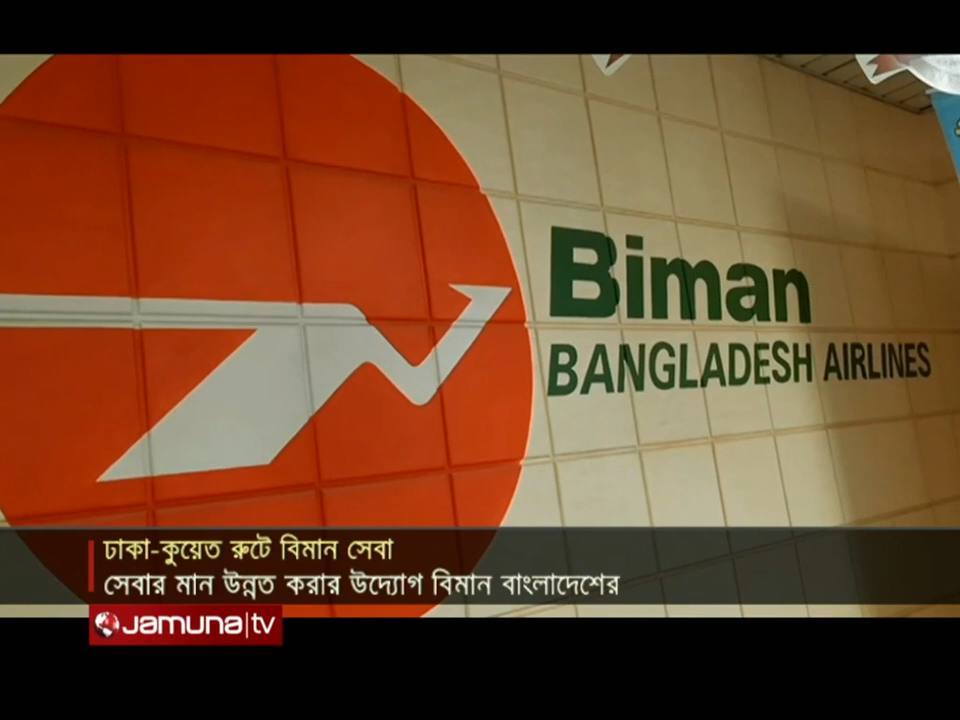 Biman
BANGLADESH AIRLINES
ঢাকা-কুয়েত রুটে বিমান সেবা
সেবার মান উন্নত করার উদ্যোগ বিমান বাংলাদেশের
Jamuna|tv